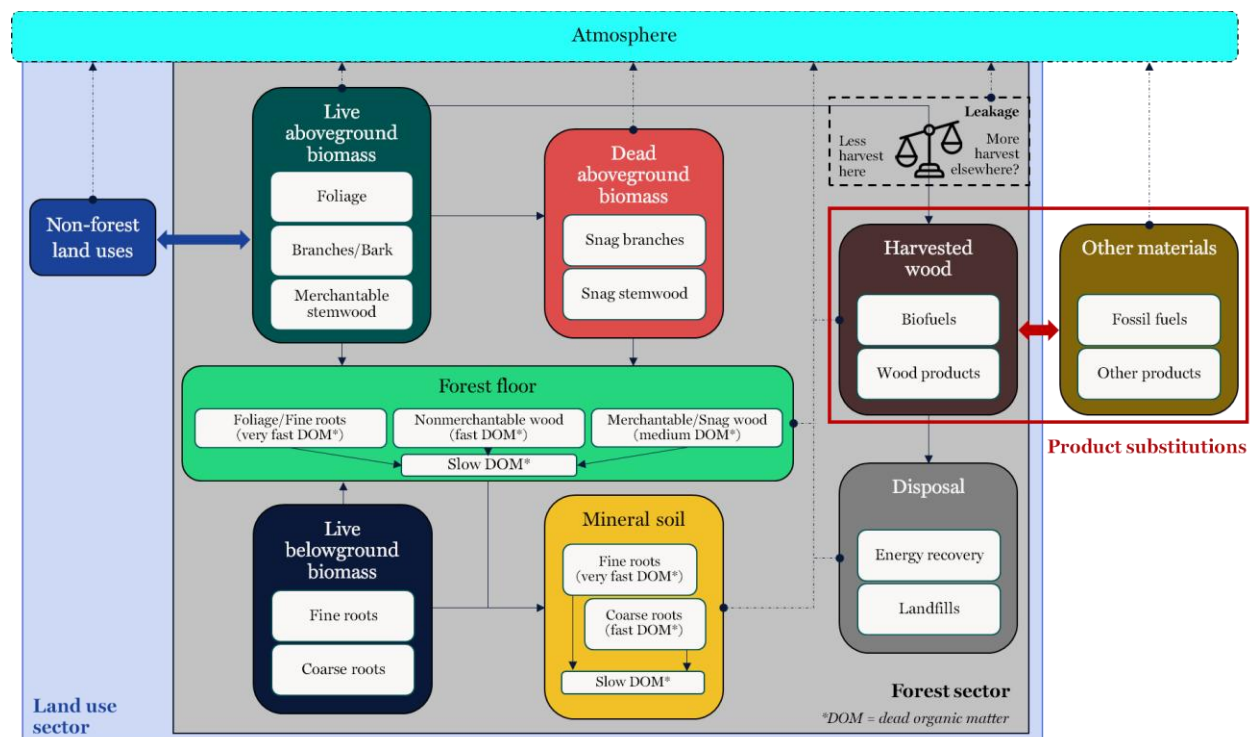 Atmosphere
Live
aboveground
biomass
Foliage
Branches/Bark
Merchantable
stemwood
Dead
aboveground
biomass
Snag branches
Snag stemwood
Leakage
Less
harvest
here
More
harvest
elsewhere?
Non-forest
land uses
Harvested
wood
Biofuels
Wood products
Other materials
Fossil fuels
Other products
Product substitutions
Forest floor
Foliage/Fine roots
(very fast DOM*)
Nonmerchantable wood
(fast DOM*)
Merchantable/Snag wood
(medium DOM*)
Slow DOM*
Live
belowground
biomass
Fine roots
Coarse roots
Mineral soil
Fine roots
(very fast DOM*)
Coarse roots
(fast DOM*)
Slow DOM*
Disposal
Energy recovery
Landfills
Land use
sector
Forest sector
*DOM = dead organic matter